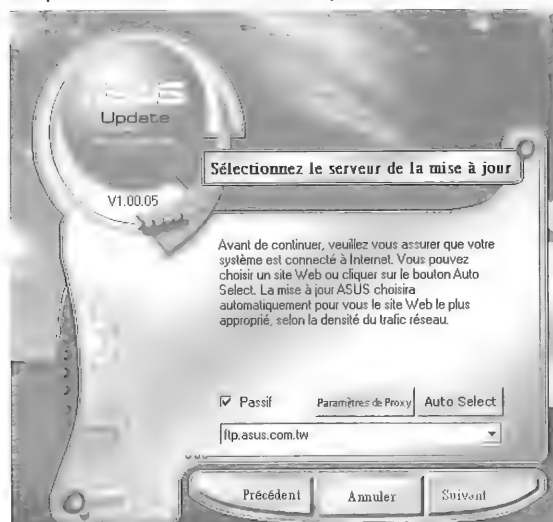 ASUS
Update
V1.00.05
Sélectionnez le serveur de la mise à jour
Avant de continuer, veuillez vous assurer que votre
système est connecté à Internet. Vous pouvez
choisir un site Web ou cliquer sur le bouton Auto
Select. La mise à jour ASUS choisira
automatiquement pour vous le site Web le plus
approprié, selon la densité du trafic réseau.
Passif
Paramètres de Proxy
Auto Select
ftp.asus.com.tw
Précédent
Annuler
Suivant